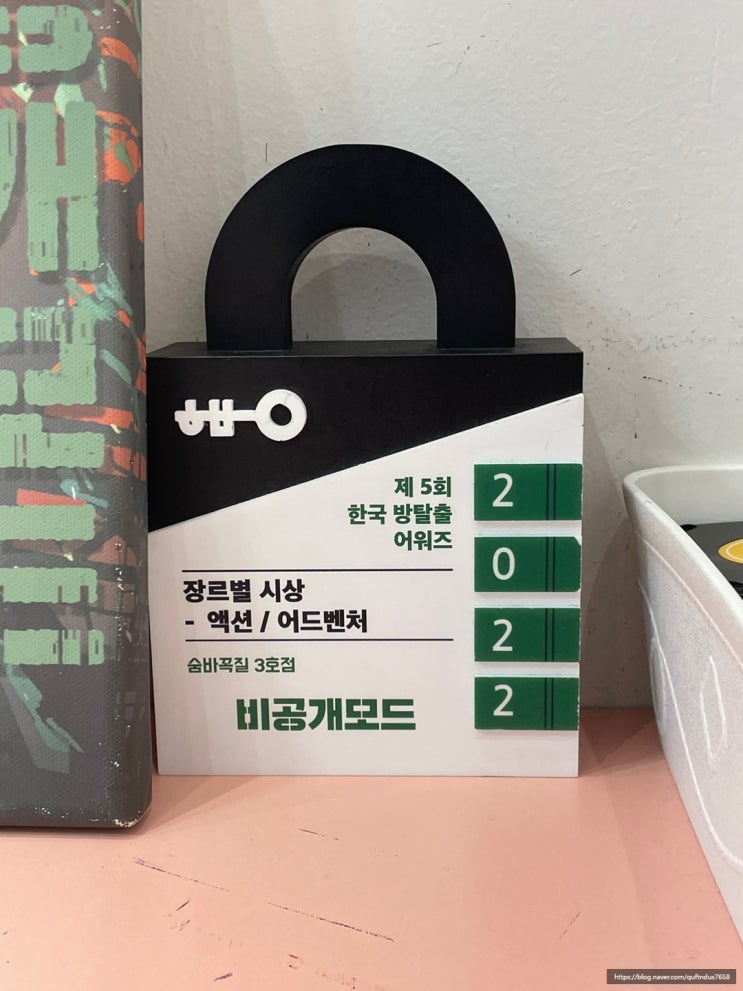 제 5회
한국 방탈출
어워즈
장르별 시상
- 액션 / 어드벤처
숨바꼭질 3호점
비공개모드
2
0
2
2
https://blog.naver.com/quftndus7658